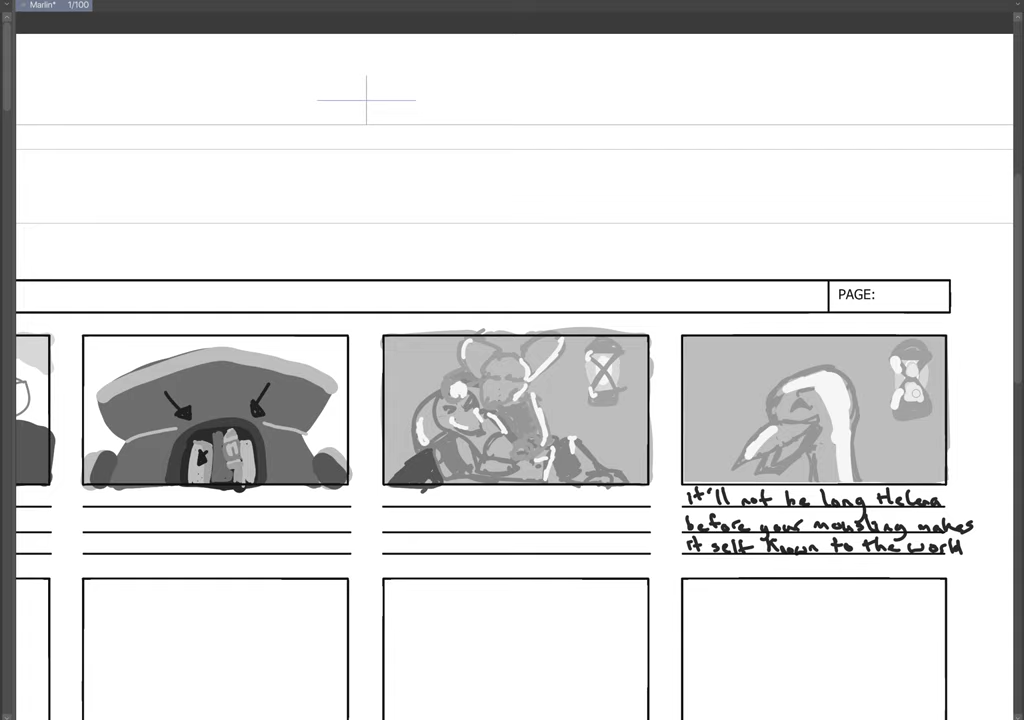 Marlin* 1/100
PAGE:
it'll not be long Helena
before your mousling makes
it self known to the world